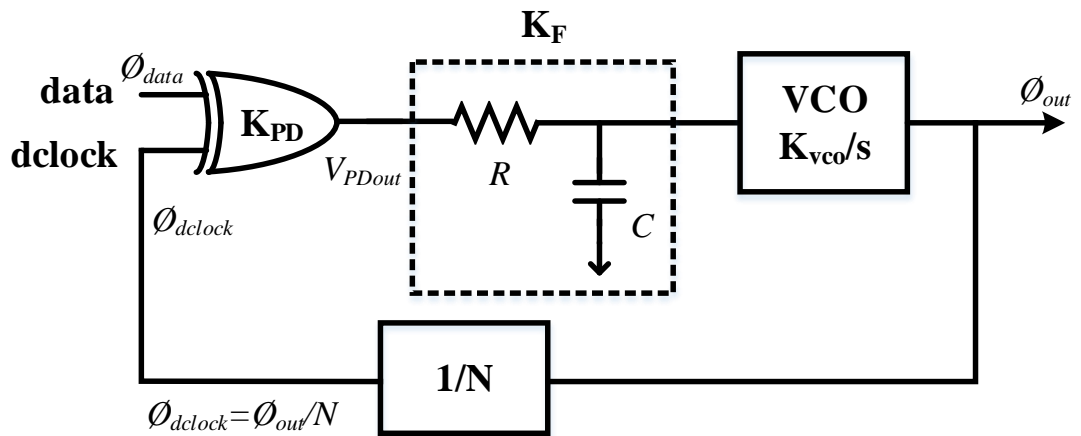 K_F
Ø_data
data
dclock
K_PD
V_PDout
R
C
VCO
K_vco/s
Ø_out
Ø_dclock
1/N
Ø_dclock=Ø_out/N